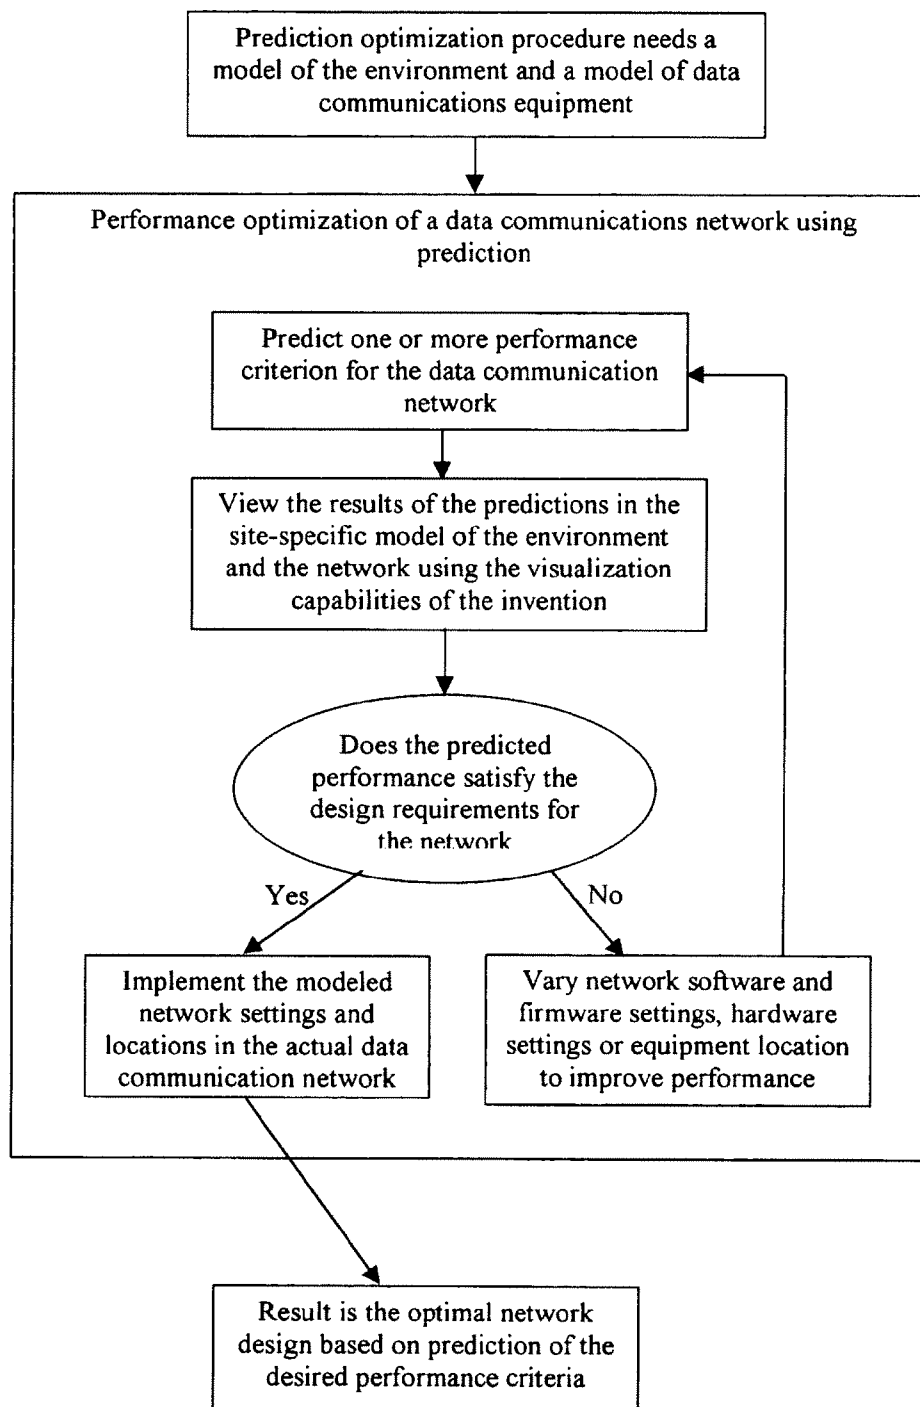 Prediction optimization procedure needs a
model of the environment and a model of data
communications equipment
Performance optimization of a data communications network using
prediction
Predict one or more performance
criterion for the data communication
network
View the results of the predictions in the
site-specific model of the environment
and the network using the visualization
capabilities of the invention
Does the predicted
performance satisfy the
design requirements for
the network
Yes
No
Implement the modeled
network settings and
locations in the actual data
communication network
Vary network software and
firmware settings, hardware
settings or equipment location
to improve performance
Result is the optimal network
design based on prediction of the
desired performance criteria